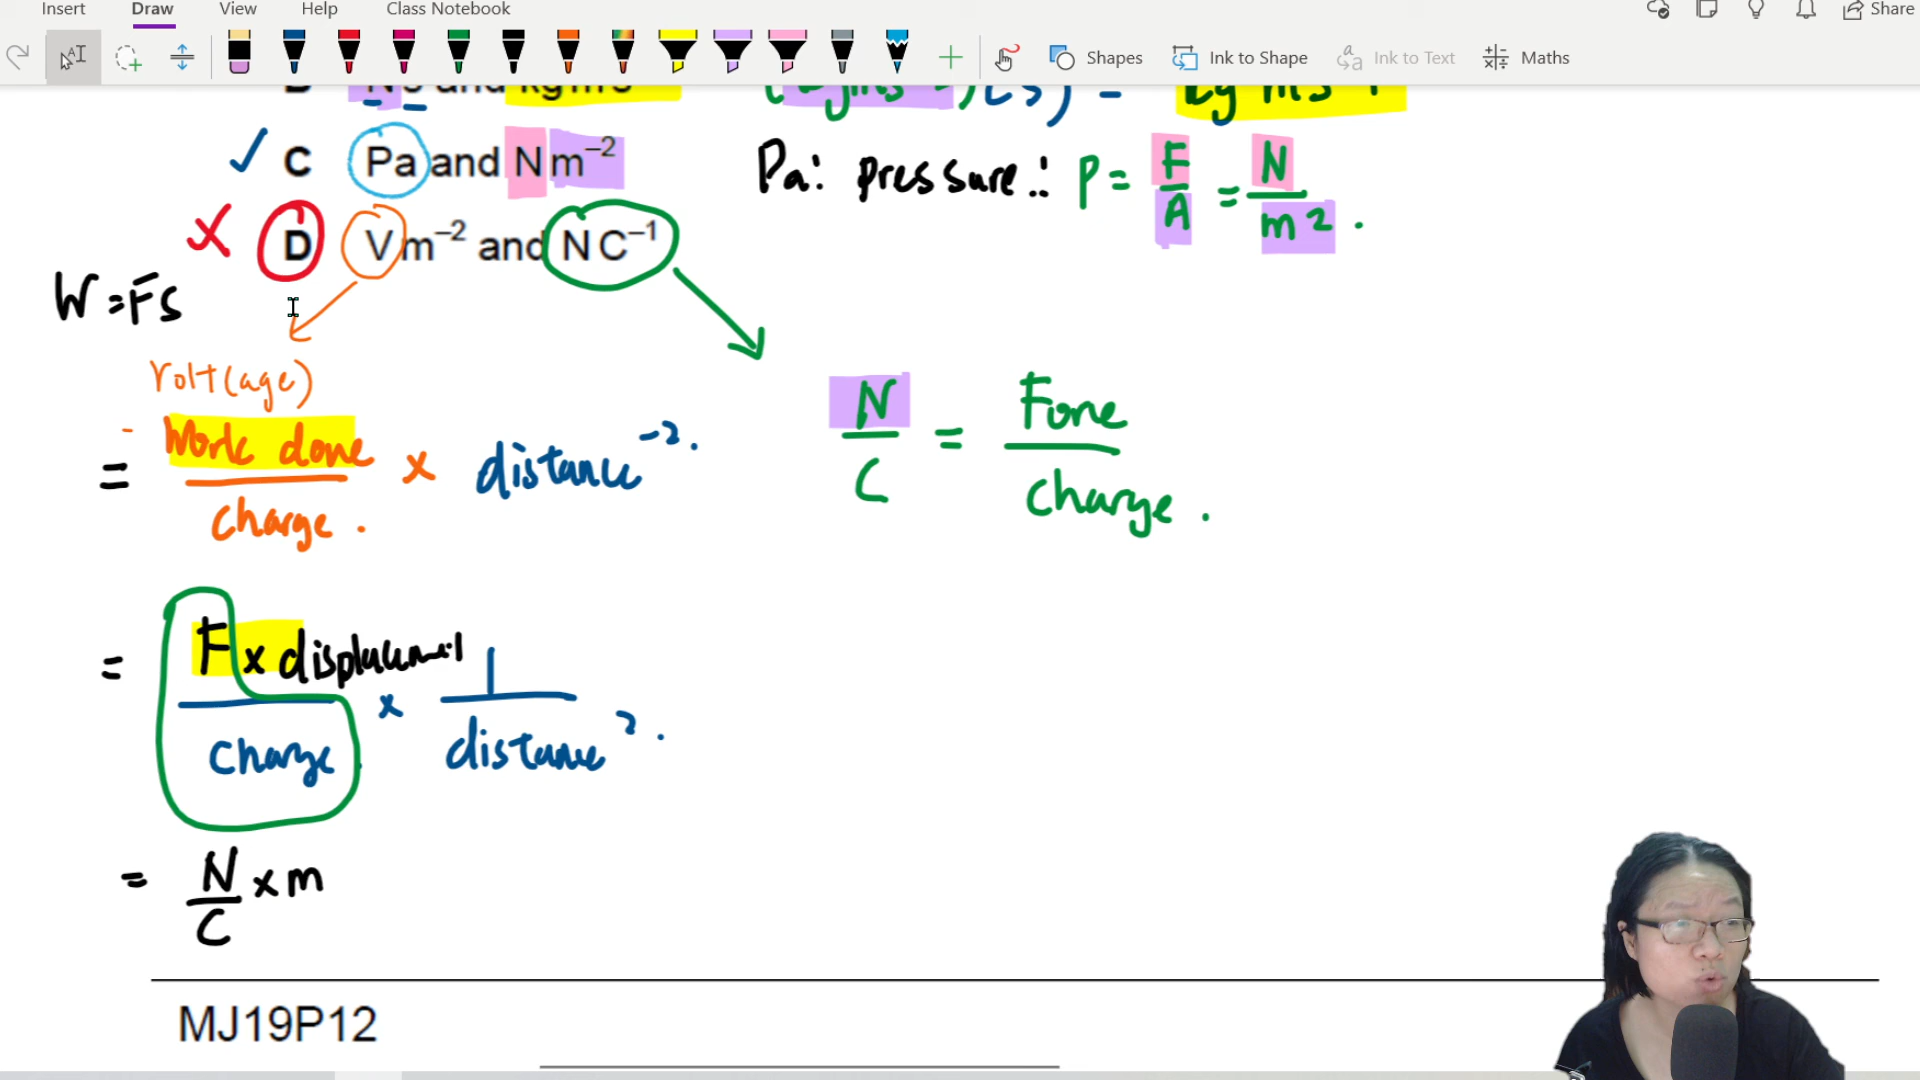 Insert Draw View Help Class Notebook Share
Shapes Ink to Shape Ink to Text Maths
C Pa and N m⁻² Pa: pressure ∴ P = F/A = N/m².
D V m⁻² and N C⁻¹
W = Fs
Volt(age)
= Work done / charge. × distance⁻². N/C = Force / charge.
= F × displacement / charge × 1 / distance².
= N/C × m
MJ19P12